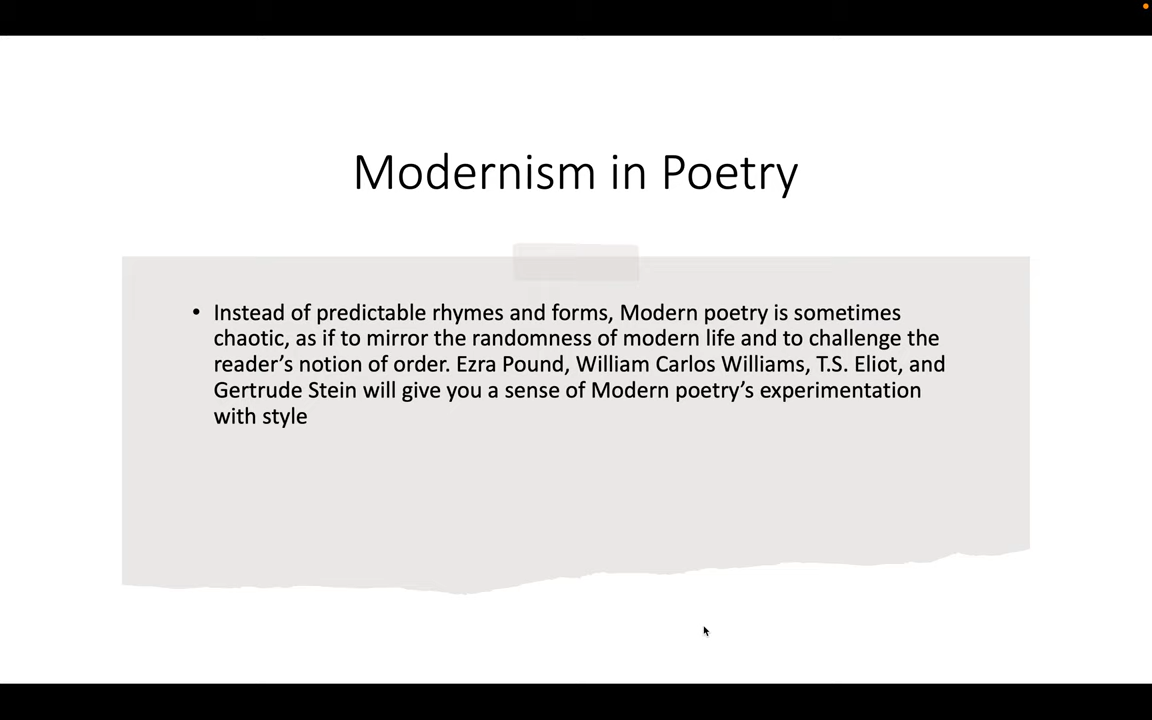 Modernism in Poetry
• Instead of predictable rhymes and forms, Modern poetry is sometimes
chaotic, as if to mirror the randomness of modern life and to challenge the
reader’s notion of order. Ezra Pound, William Carlos Williams, T.S. Eliot, and
Gertrude Stein will give you a sense of Modern poetry’s experimentation
with style